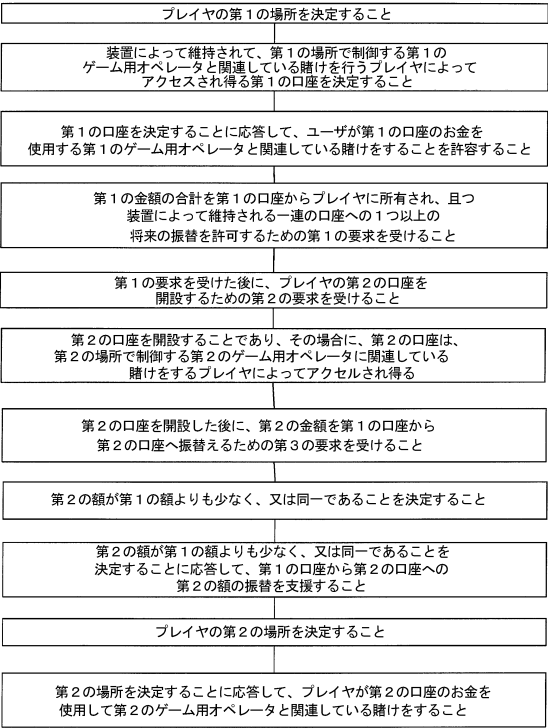 プレイヤの第１の場所を決定すること
装置によって維持されて、第１の場所で制御する第１の
ゲーム用オペレータと関連している賭けを行うプレイヤによって
アクセスされ得る第１の口座を決定すること
第１の口座を決定することに応答して、ユーザが第１の口座のお金を
使用する第１のゲーム用オペレータと関連している賭けをすることを許容すること
第１の金額の合計を第１の口座からプレイヤに所有され、且つ
装置によって維持される一連の口座への１つ以上の
将来の振替を許可するための第１の要求を受けること
第１の要求を受けた後に、プレイヤの第２の口座を
開設するための第２の要求を受けること
第２の口座を開設することであり、その場合に、第２の口座は、
第２の場所で制御する第２のゲーム用オペレータに関連している
賭けをするプレイヤによってアクセルされ得る
第２の口座を開設した後に、第２の金額を第１の口座から
第２の口座へ振替えるための第３の要求を受けること
第２の額が第１の額よりも少なく、又は同一であることを決定すること
第２の額が第１の額よりも少なく、又は同一であることを
決定することに応答して、第１の口座から第２の口座への
第２の額の振替を支援すること
プレイヤの第２の場所を決定すること
第２の場所を決定することに応答して、プレイヤが第２の口座のお金を
使用して第２のゲーム用オペレータと関連している賭けをすること